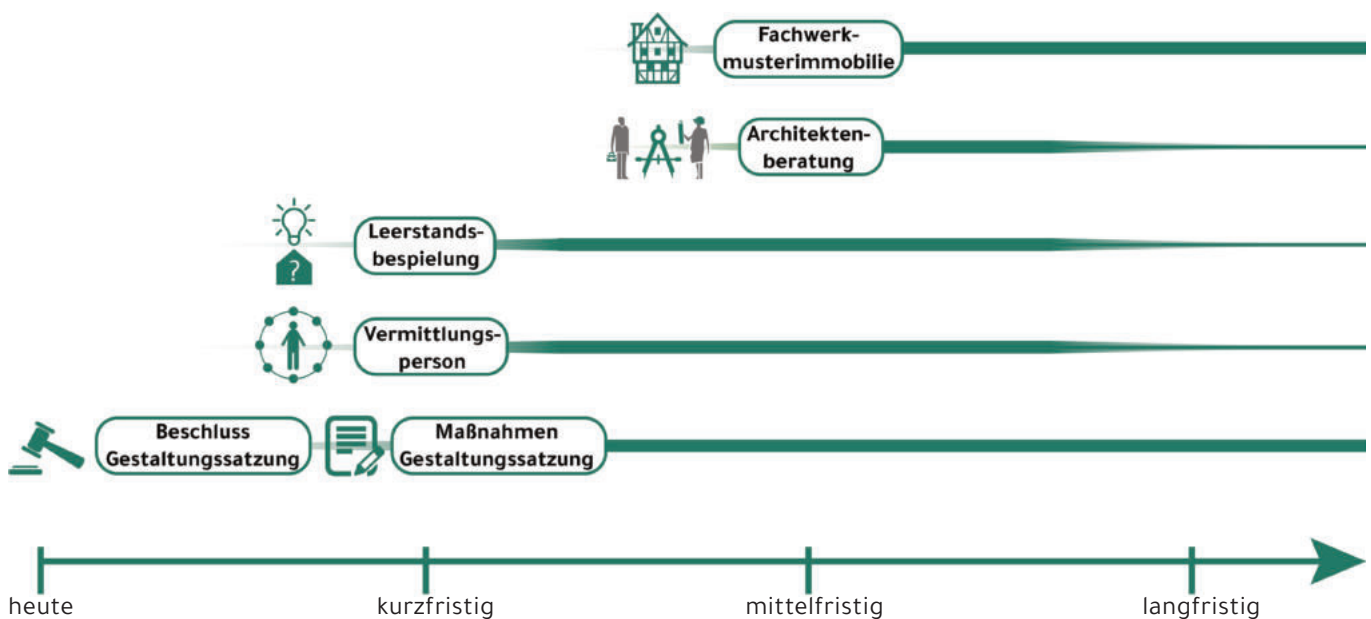 Fachwerk-
musterimmobilie
Architekten-
beratung
Leerstands-
bespielung
?
Vermittlungs-
person
Beschluss
Gestaltungssatzung
Maßnahmen
Gestaltungssatzung
heute
kurzfristig
mittelfristig
langfristig